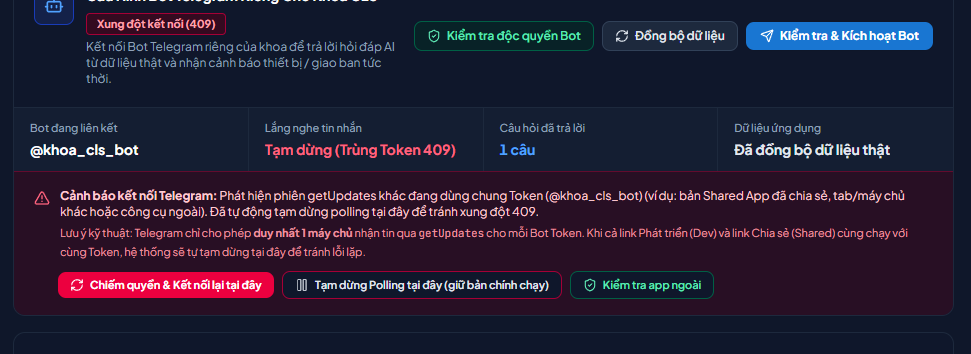 Xung đột kết nối (409)
Kết nối Bot Telegram riêng của khoa để trả lời hỏi đáp AI
từ dữ liệu thật và nhận cảnh báo thiết bị / giao ban tức
thời.
Kiểm tra độc quyền Bot
Đồng bộ dữ liệu
Kiểm tra & Kích hoạt Bot
Bot đang liên kết
@khoa_cls_bot
Lắng nghe tin nhắn
Tạm dừng (Trùng Token 409)
Câu hỏi đã trả lời
1 câu
Dữ liệu ứng dụng
Đã đồng bộ dữ liệu thật
Cảnh báo kết nối Telegram: Phát hiện phiên getUpdates khác đang dùng chung Token (@khoa_cls_bot) (ví dụ: bản Shared App đã chia sẻ, tab/máy chủ
khác hoặc công cụ ngoài). Đã tự động tạm dừng polling tại đây để tránh xung đột 409.
Lưu ý kỹ thuật: Telegram chỉ cho phép duy nhất 1 máy chủ nhận tin qua getUpdates cho mỗi Bot Token. Khi cả link Phát triển (Dev) và link Chia sẻ (Shared) cùng chạy với
cùng Token, hệ thống sẽ tự tạm dừng tại đây để tránh lỗi lặp.
Chiếm quyền & Kết nối lại tại đây
Tạm dừng Polling tại đây (giữ bản chính chạy)
Kiểm tra app ngoài